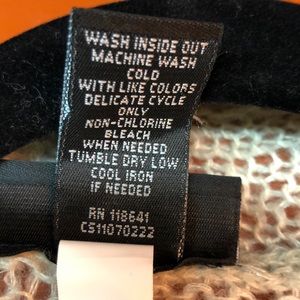 WASH INSIDE OUT
MACHINE WASH
COLD
WITH LIKE COLORS
DELICATE CYCLE
ONLY
NON-CHLORINE
BLEACH
WHEN NEEDED
TUMBLE DRY LOW
COOL IRON
IF NEEDED
RN 118641
CS11070222